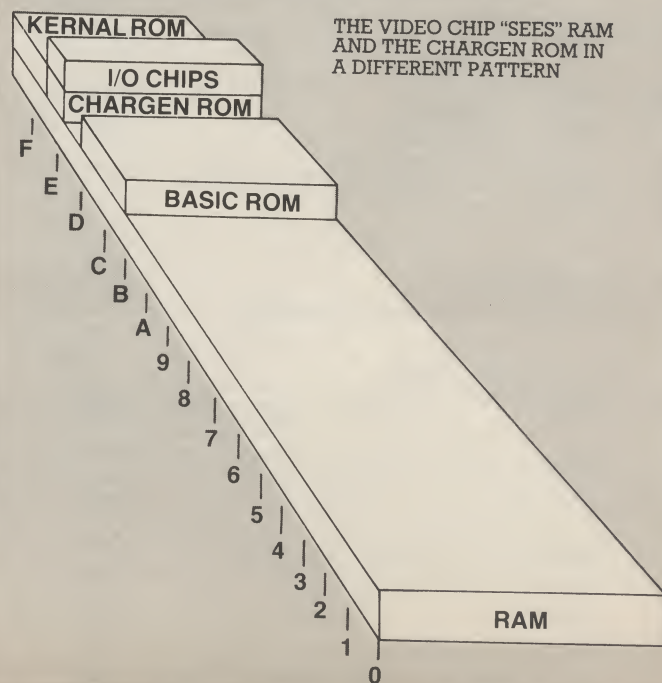 KERNAL ROM
THE VIDEO CHIP "SEES" RAM
AND THE CHARGEN ROM IN
A DIFFERENT PATTERN
I/O CHIPS
CHARGEN ROM
BASIC ROM
F
E
D
C
B
A
9
8
7
6
5
4
3
2
1
0
RAM